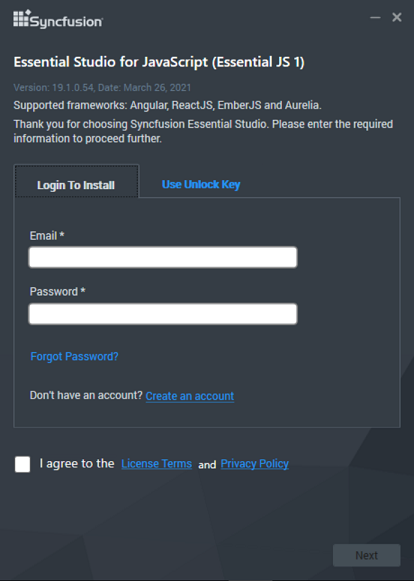 Syncfusion
Essential Studio for JavaScript (Essential JS 1)
Version: 19.1.0.54, Date: March 26, 2021
Supported frameworks: Angular, ReactJS, EmberJS and Aurelia.
Thank you for choosing Syncfusion Essential Studio. Please enter the required
information to proceed further.
Login To Install
Use Unlock Key
Email *
Password *
Forgot Password?
Don't have an account? Create an account
I agree to the License Terms and Privacy Policy
Next